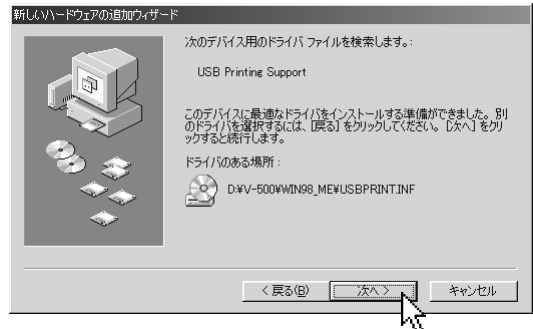 新しいハードウェアの追加ウィザード
次のデバイス用のドライバ ファイルを検索します。:
USB Printing Support
このデバイスに最適なドライバをインストールする準備ができました。別
のドライバを選択するには、[戻る] をクリックしてください。[次へ] をクリ
ックすると続行します。
ドライバのある場所 :
D:¥V-500¥WIN98_ME¥USBPRINT.INF
< 戻る(B)
次へ >
キャンセル